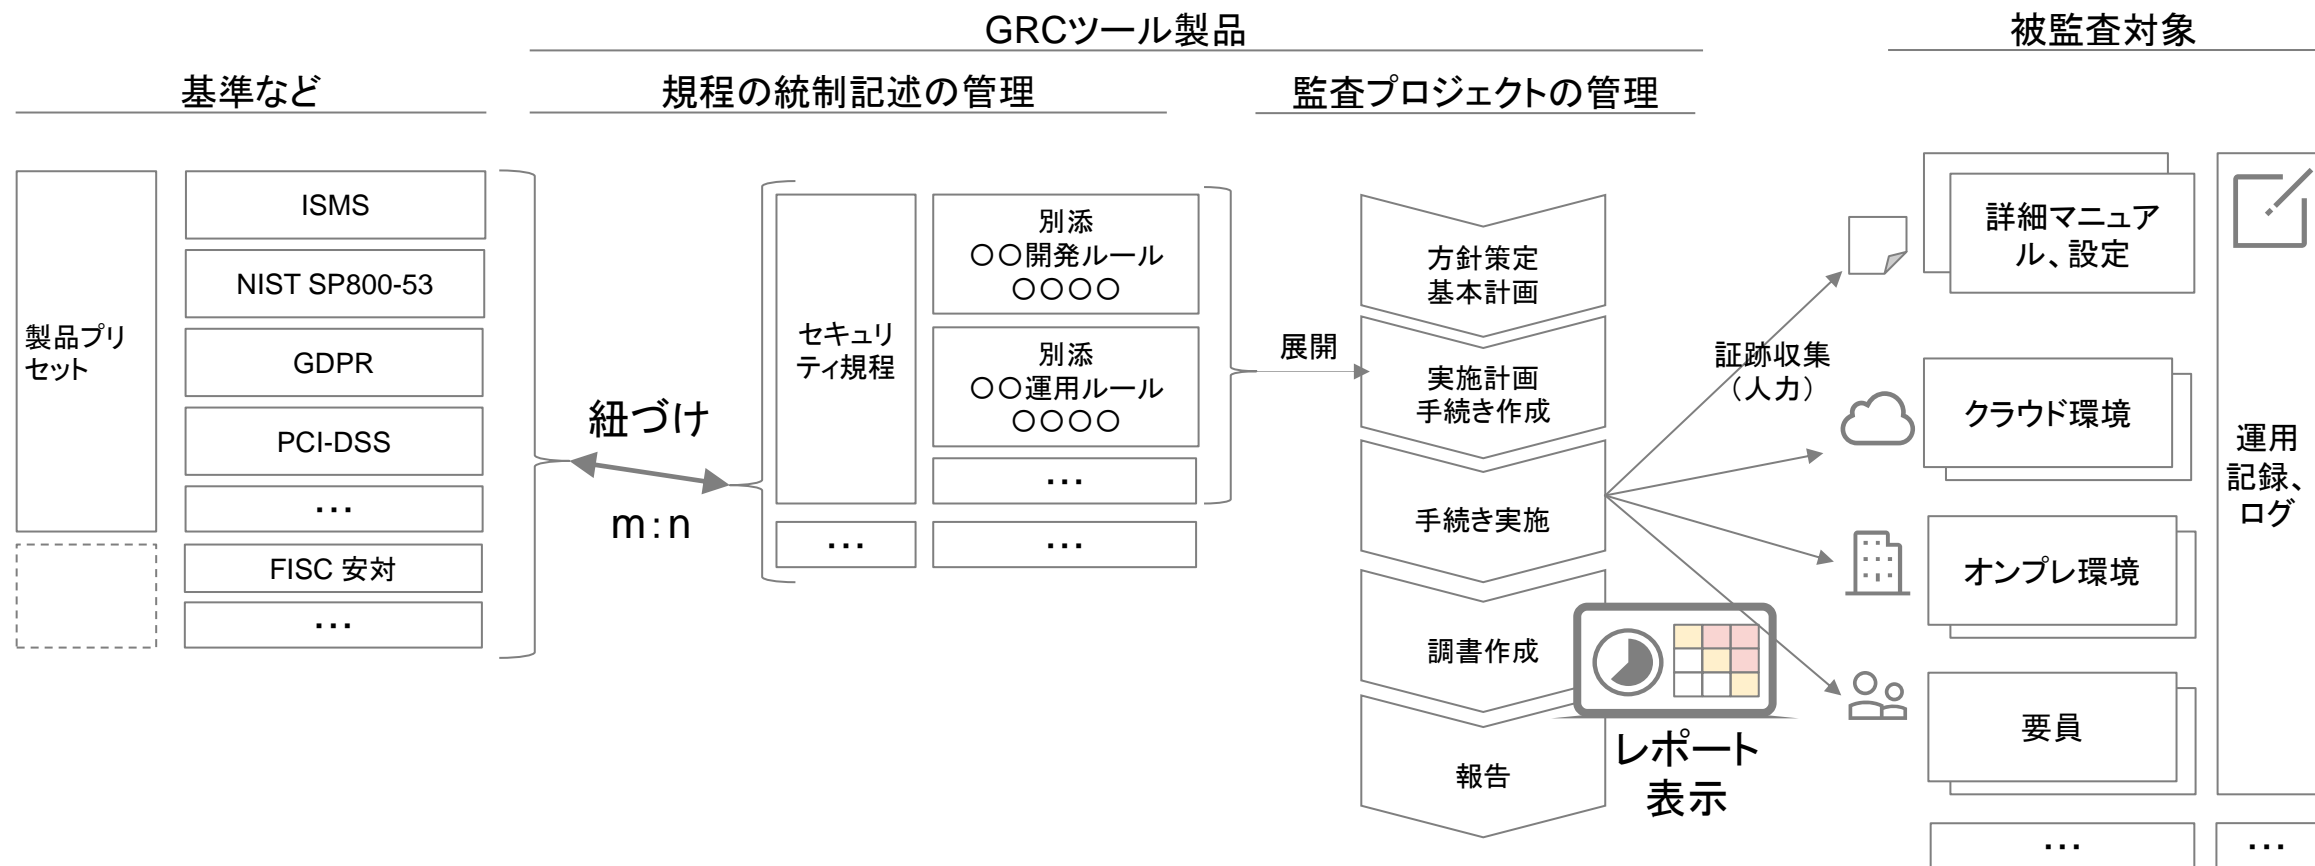 GRCツール製品
被監査対象
基準など
規程の統制記述の管理
監査プロジェクトの管理
製品プリ
セット
ISMS
NIST SP800-53
GDPR
PCI-DSS
・・・
FISC 安対
・・・
紐づけ
m:n
セキュリ
ティ規程
・・・
別添
〇〇開発ルール
〇〇〇〇
別添
〇〇運用ルール
〇〇〇〇
・・・
・・・
展開
方針策定
基本計画
実施計画
手続き作成
手続き実施
調書作成
報告
レポート
表示
証跡収集
（人力）
詳細マニュア
ル、設定
クラウド環境
オンプレ環境
要員
・・・
運用
記録、
ログ
・・・